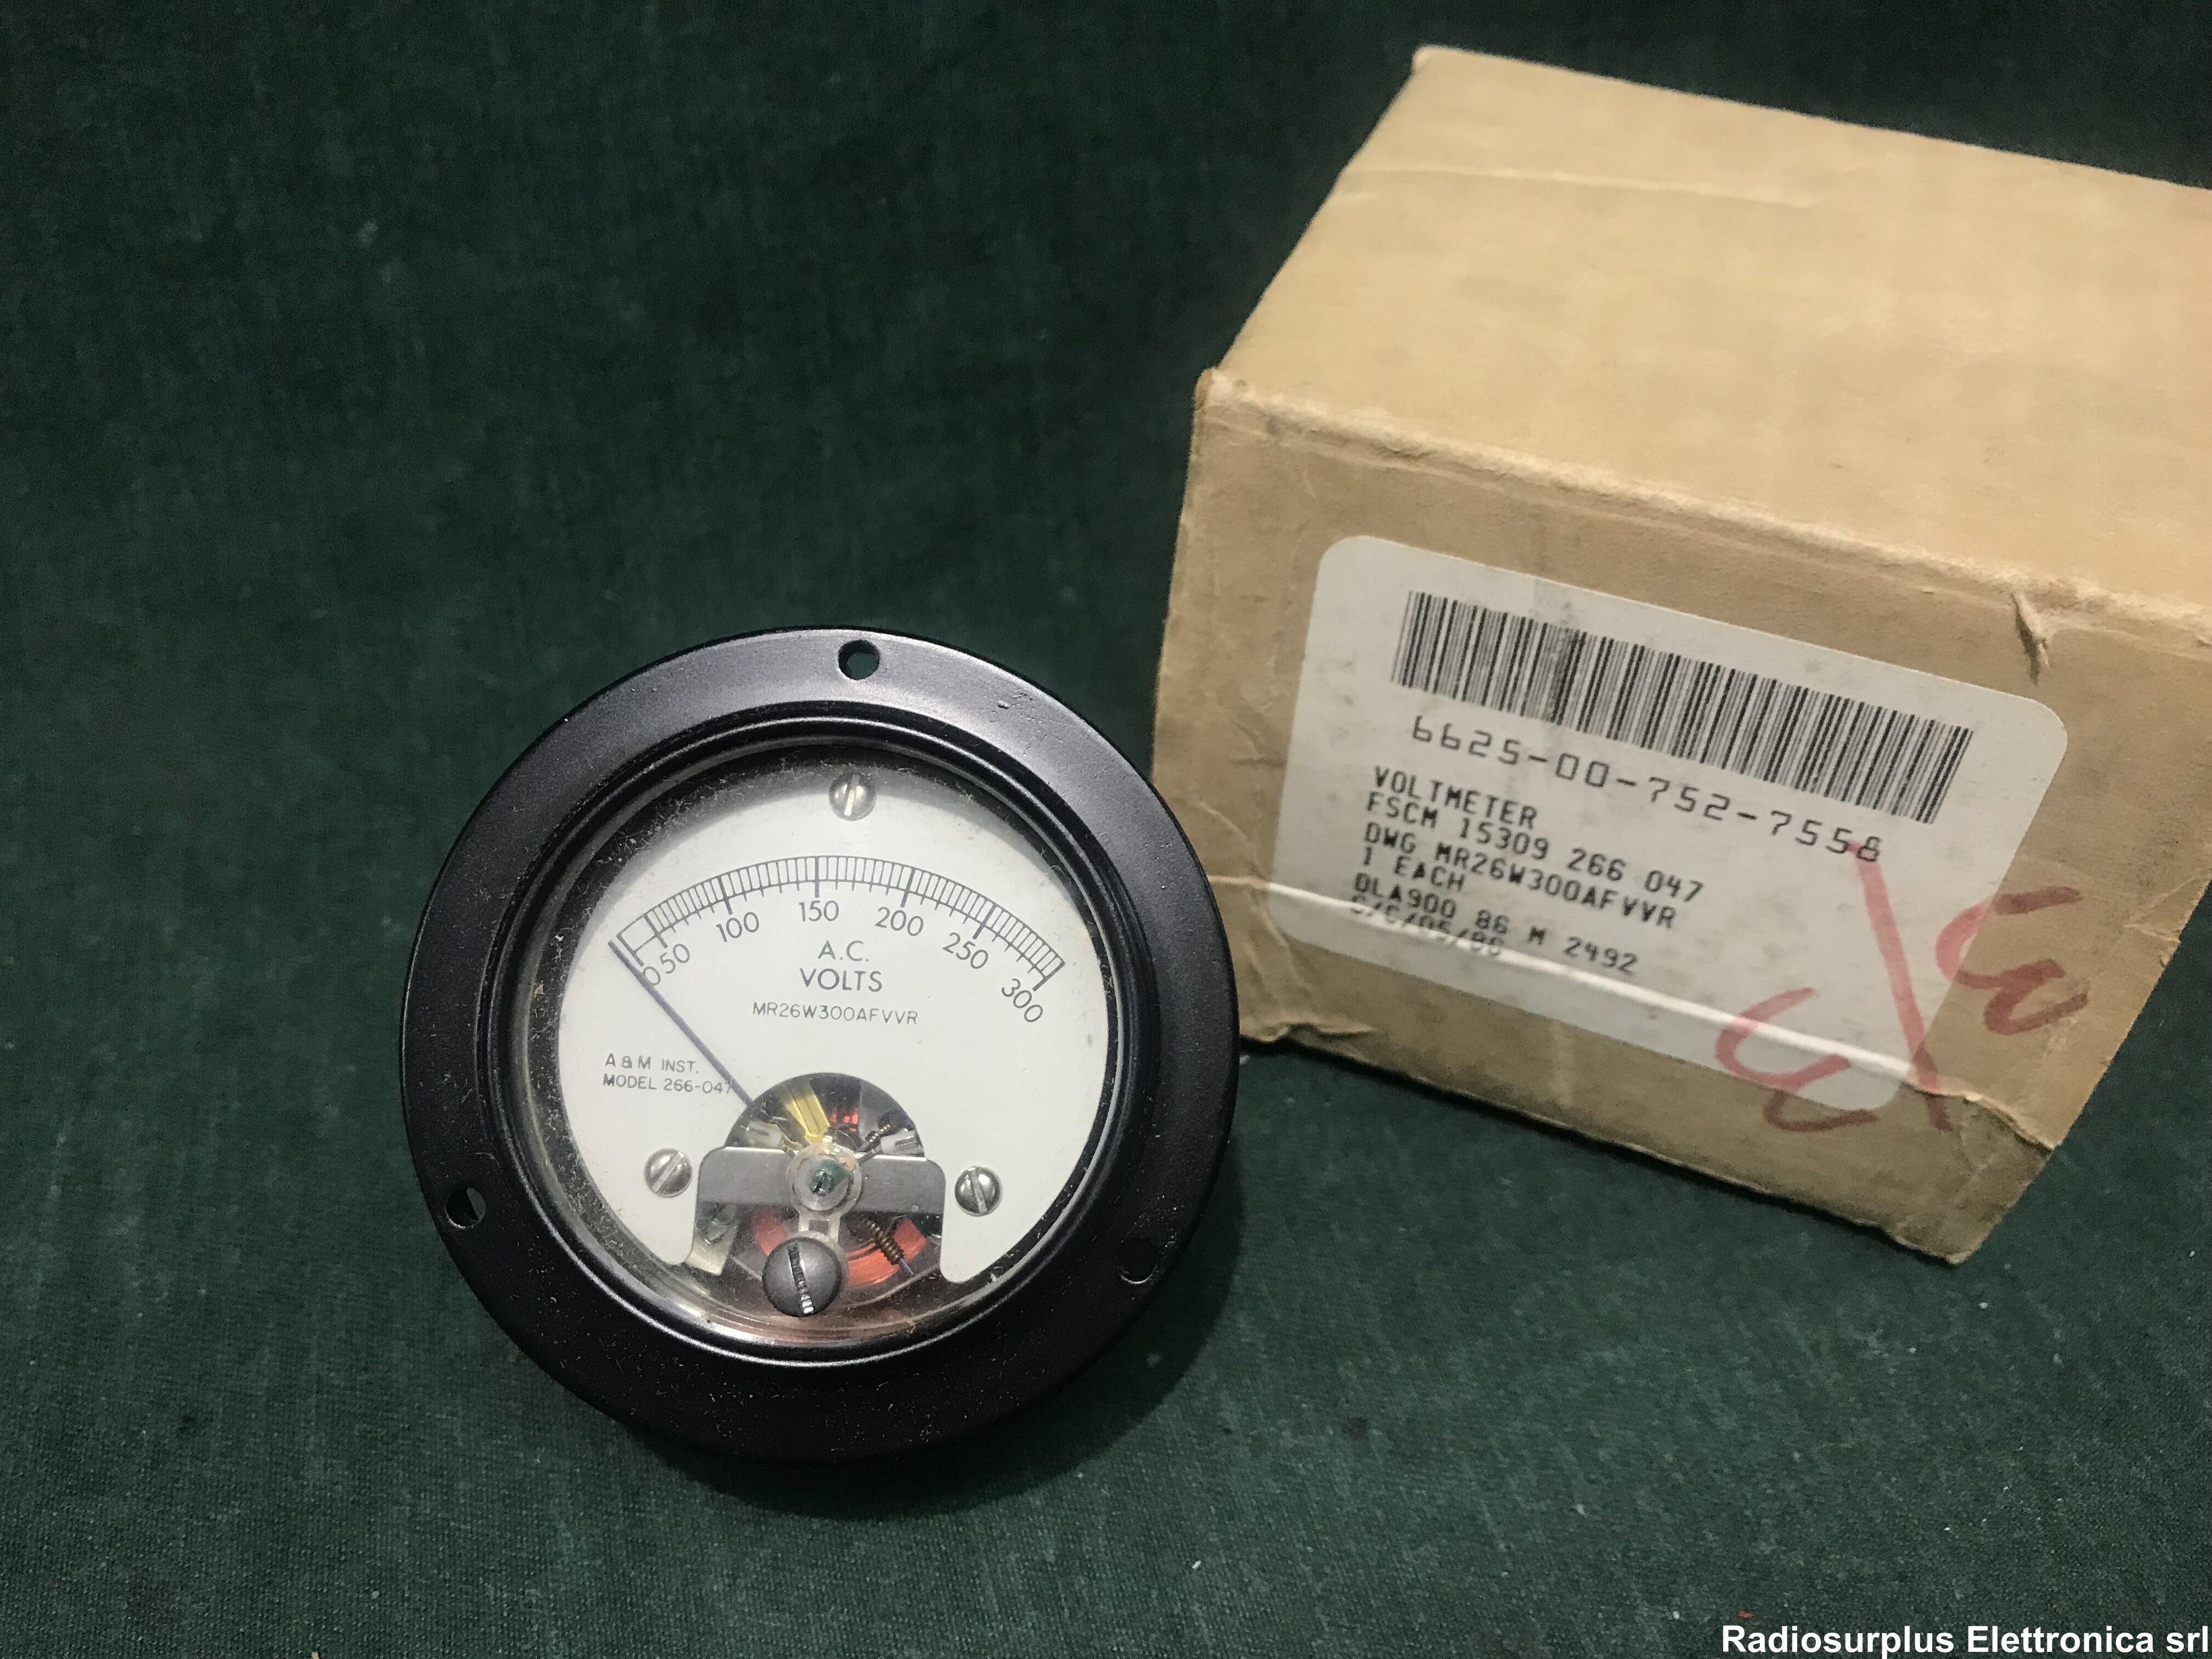 0 50 100 150 200 250 300
A.C.
VOLTS
MR26W300AFVVR
A & M INST.
MODEL 266-047
6625-00-752-7558
VOLTMETER
FSCM 15309 266 047
DWG MR26W300AFVVR
1 EACH
DLA900 86 M 2492
Radiosurplus Elettronica srl